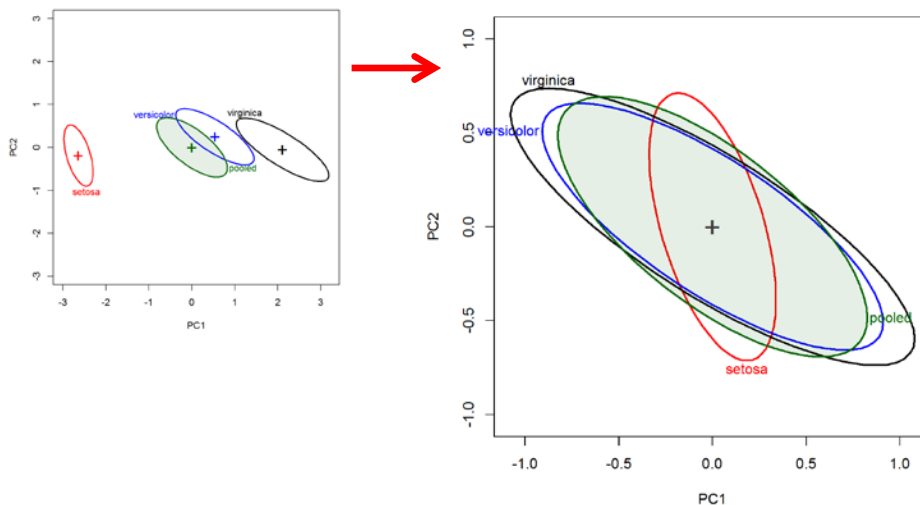 3
2
1
0
-1
-2
-3
PC2
versicolor
virginica
pooled
setosa
-3 -2 -1 0 1 2 3
PC1
1.0
0.5
0.0
-0.5
-1.0
PC2
virginica
versicolor
pooled
setosa
-1.0 -0.5 0.0 0.5 1.0
PC1